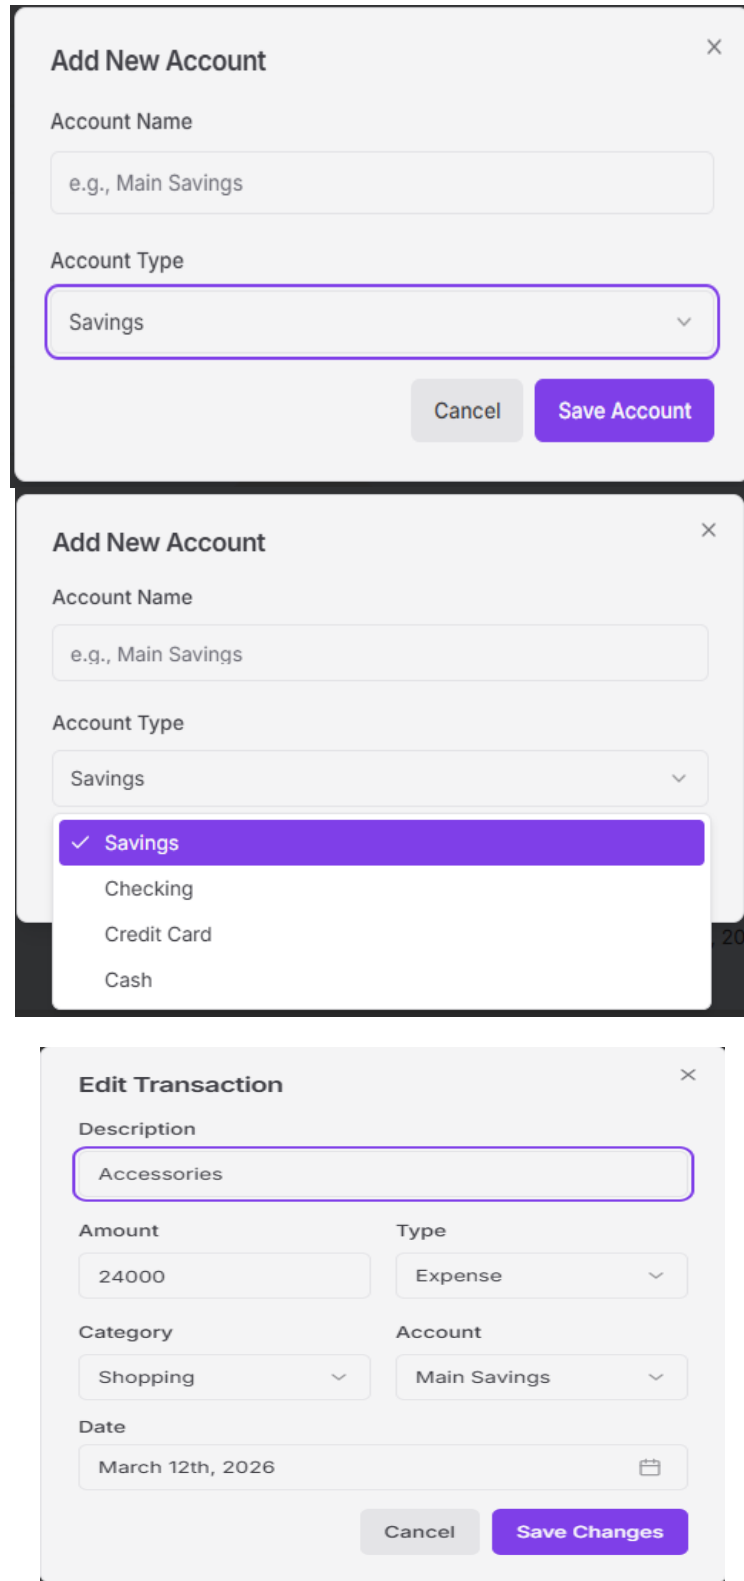 Add New Account
Account Name
e.g., Main Savings
Account Type
Savings
Cancel Save Account
Add New Account
Account Name
e.g., Main Savings
Account Type
Savings
Savings
Checking
Credit Card
, 20
Cash
Edit Transaction
Description
Accessories
Amount Type
24000 Expense
Category Account
Shopping Main Savings
Date
March 12th, 2026
Cancel Save Changes